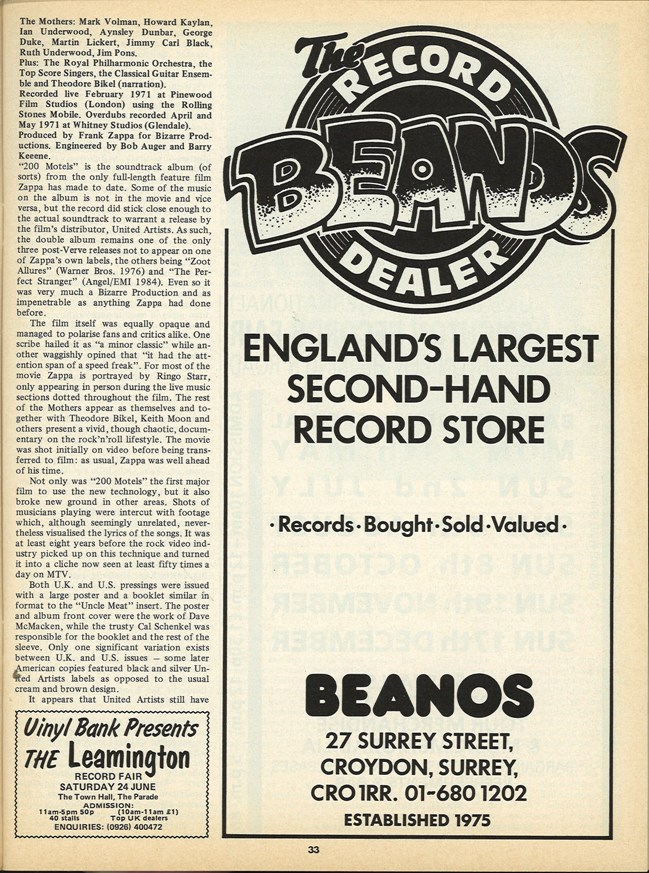 The Mothers: Mark Volman, Howard Kaylan,
Ian Underwood, Aynsley Dunbar, George
Duke, Martin Lickert, Jimmy Carl Black,
Ruth Underwood, Jim Pons.
Plus: The Royal Philharmonic Orchestra, the
Top Score Singers, the Classical Guitar Ensem-
ble and Theodore Bikel (narration).
Recorded live February 1971 at Pinewood
Film Studios (London) using the Rolling
Stones Mobile. Overdubs recorded April and
May 1971 at Whitney Studios (Glendale).
Produced by Frank Zappa for Bizarre Prod-
uctions. Engineered by Bob Auger and Barry
Keene.
"200 Motels" is the soundtrack album (of
sorts) from the only full-length feature film
Zappa has made to date. Some of the music
on the album is not in the movie and vice
versa, but the record did stick close enough to
the actual soundtrack to warrant a release by
the film's distributor, United Artists. As such,
the double album remains one of the only
three post-Verve releases not to appear on one
of Zappa's own labels, the others being "Zoot
Allures" (Warner Bros. 1976) and "The Per-
fect Stranger" (Angel/EMI 1984). Even so it
was very much a Bizarre Production and as
impenetrable as anything Zappa had done
before.
The film itself was equally opaque and
managed to polarise fans and critics alike. One
scribe hailed it as "a minor classic" while an-
other waggishly opined that "it had the att-
ention span of a speed freak". For most of the
movie Zappa is portrayed by Ringo Starr,
only appearing in person during the live music
sections dotted throughout the film. The rest
of the Mothers appear as themselves and to-
gether with Theodore Bikel, Keith Moon and
others present a vivid, though chaotic, docum-
entary on the rock'n'roll lifestyle. The movie
was shot initially on video before being trans-
ferred to film: as usual, Zappa was well ahead
of his time.
Not only was "200 Motels" the first major
film to use the new technology, but it also
broke new ground in other areas. Shots of
musicians playing were intercut with footage
which, although seemingly unrelated, never-
theless visualised the lyrics of the songs. It was
at least eight years before the rock video ind-
ustry picked up on this technique and turned
it into a cliche now seen at least fifty times a
day on MTV.
Both U.K. and U.S. pressings were issued
with a large poster and a booklet similar in
format to the "Uncle Meat" insert. The poster
and album front cover were the work of Dave
McMacken, while the trusty Cal Schenkel was
responsible for the booklet and the rest of the
sleeve. Only one significant variation exists
between U.K. and U.S. issues – some later
American copies featured black and silver Un-
ited Artists labels as opposed to the usual
cream and brown design.
It appears that United Artists still have
Vinyl Bank Presents
THE Leamington
RECORD FAIR
SATURDAY 24 JUNE
The Town Hall, The Parade
ADMISSION:
11am-5pm 50p (10am-11am £1)
40 stalls Top UK dealers
ENQUIRIES: (0926) 400472
The
RECORD
BEANOS
DEALER
ENGLAND'S LARGEST
SECOND-HAND
RECORD STORE
· Records · Bought · Sold · Valued ·
BEANOS
27 SURREY STREET,
CROYDON, SURREY,
CRO 1RR. 01-680 1202
ESTABLISHED 1975
33